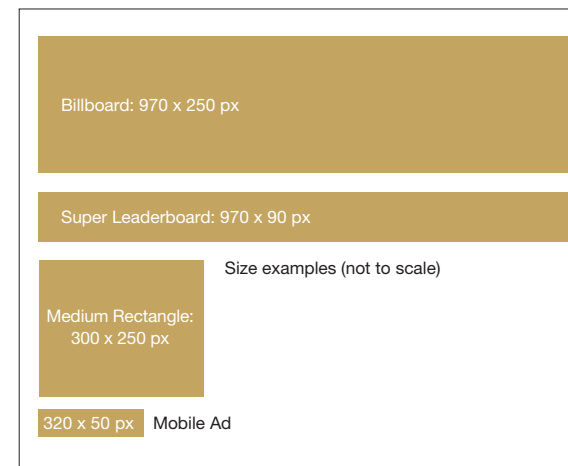 Billboard: 970 x 250 px
Super Leaderboard: 970 x 90 px
Size examples (not to scale)
Medium Rectangle:
300 x 250 px
320 x 50 px
Mobile Ad